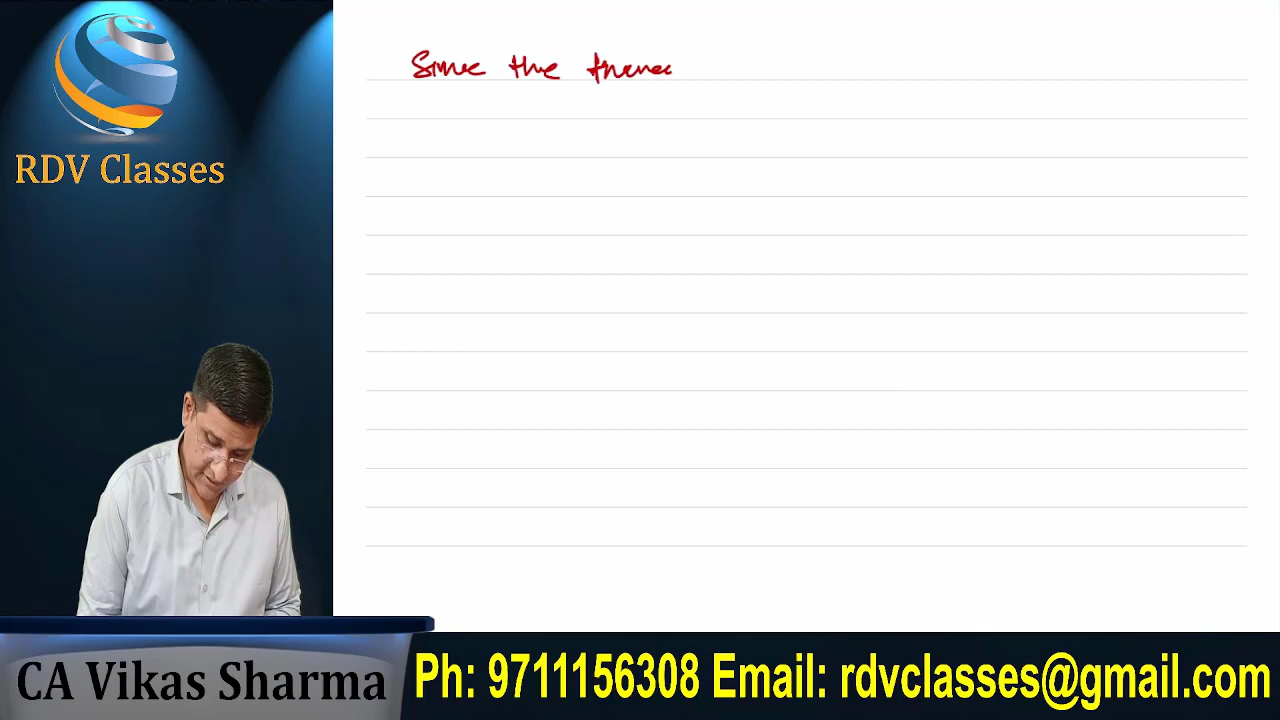 Since the
RDV Classes
CA Vikas Sharma
Ph: 9711156308 Email: rdvclasses@gmail.com